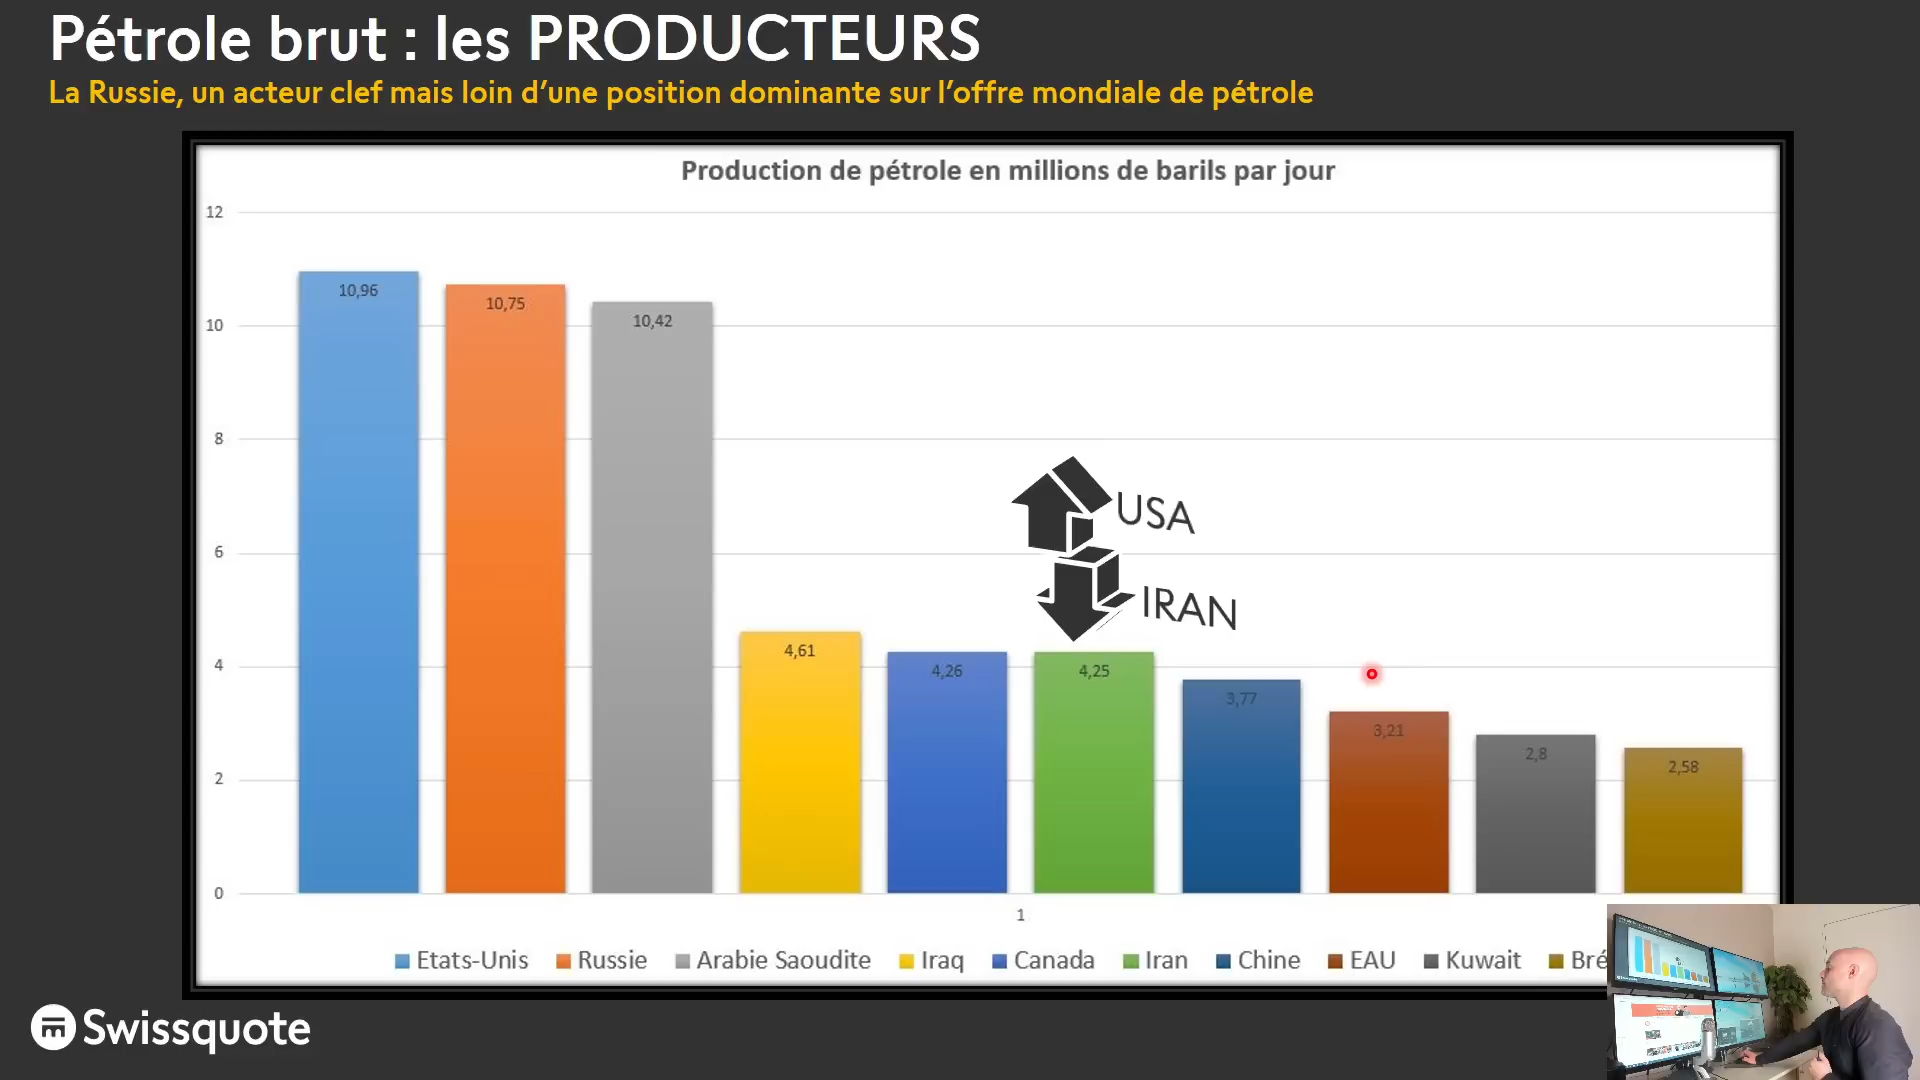 Pétrole brut : les PRODUCTEURS
La Russie, un acteur clef mais loin d'une position dominante sur l'offre mondiale de pétrole
Production de pétrole en millions de barils par jour
12
10
8
6
4
2
0
10,96
10,75
10,42
4,61
4,26
4,25
3,77
3,21
2,8
2,58
USA
IRAN
1
Etats-Unis Russie Arabie Saoudite Iraq Canada Iran Chine EAU Kuwait Bré
Swissquote